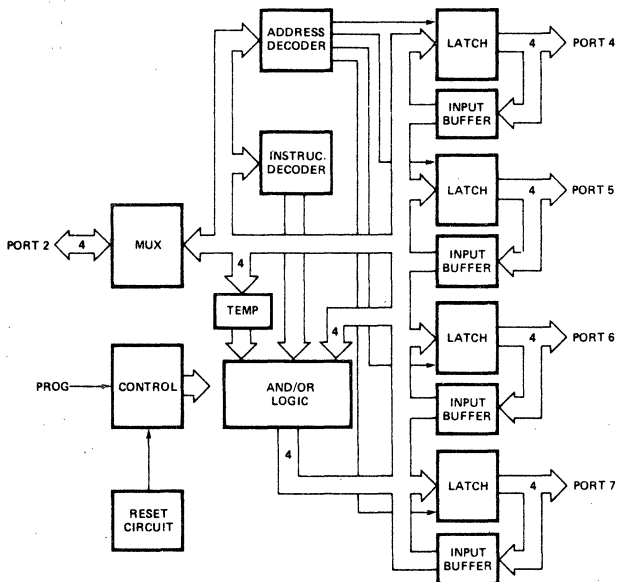 ADDRESS
DECODER
LATCH
4
PORT 4
INPUT
BUFFER
INSTRUC.
DECODER
LATCH
4
PORT 5
INPUT
BUFFER
PORT 2
4
MUX
4
TEMP
4
LATCH
4
PORT 6
INPUT
BUFFER
PROG
CONTROL
AND/OR
LOGIC
4
LATCH
4
PORT 7
INPUT
BUFFER
RESET
CIRCUIT